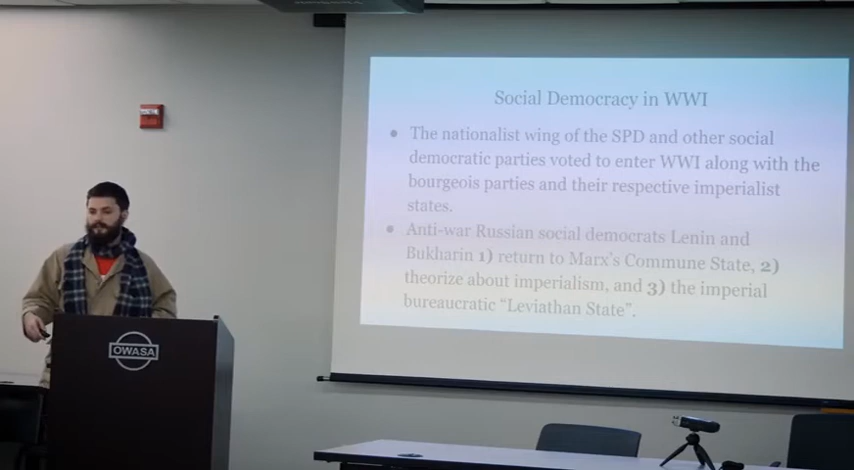 Social Democracy in WWI
● The nationalist wing of the SPD and other social
democratic parties voted to enter WWI along with the
bourgeois parties and their respective imperialist
states.
● Anti-war Russian social democrats Lenin and
Bukharin 1) return to Marx's Commune State, 2)
theorize about imperialism, and 3) the imperial
bureaucratic "Leviathan State".
OWASA